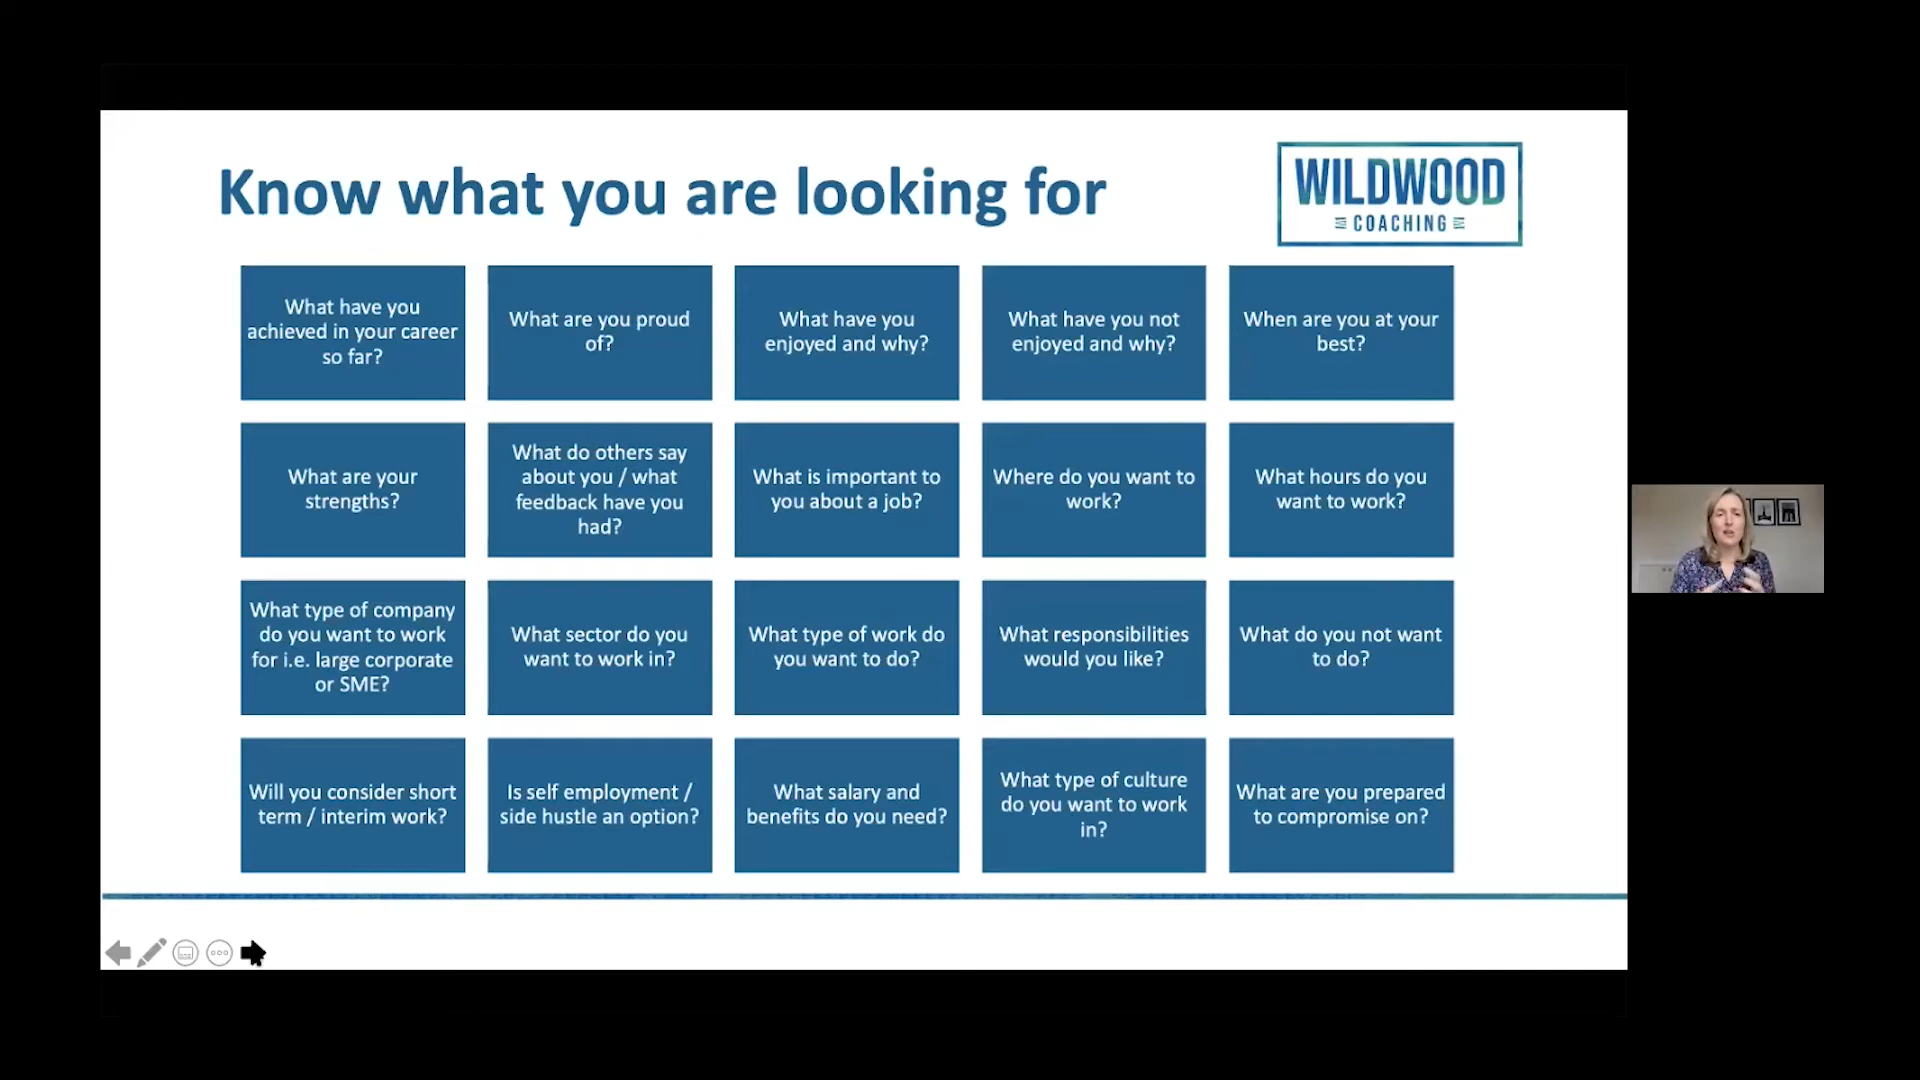 Know what you are looking for
WILDWOOD
COACHING
What have you
achieved in your career
so far?
What are you proud
of?
What have you
enjoyed and why?
What have you not
enjoyed and why?
When are you at your
best?
What are your
strengths?
What do others say
about you / what
feedback have you
had?
What is important to
you about a job?
Where do you want to
work?
What hours do you
want to work?
What type of company
do you want to work
for i.e. large corporate
or SME?
What sector do you
want to work in?
What type of work do
you want to do?
What responsibilities
would you like?
What do you not want
to do?
Will you consider short
term / interim work?
Is self employment /
side hustle an option?
What salary and
benefits do you need?
What type of culture
do you want to work
in?
What are you prepared
to compromise on?